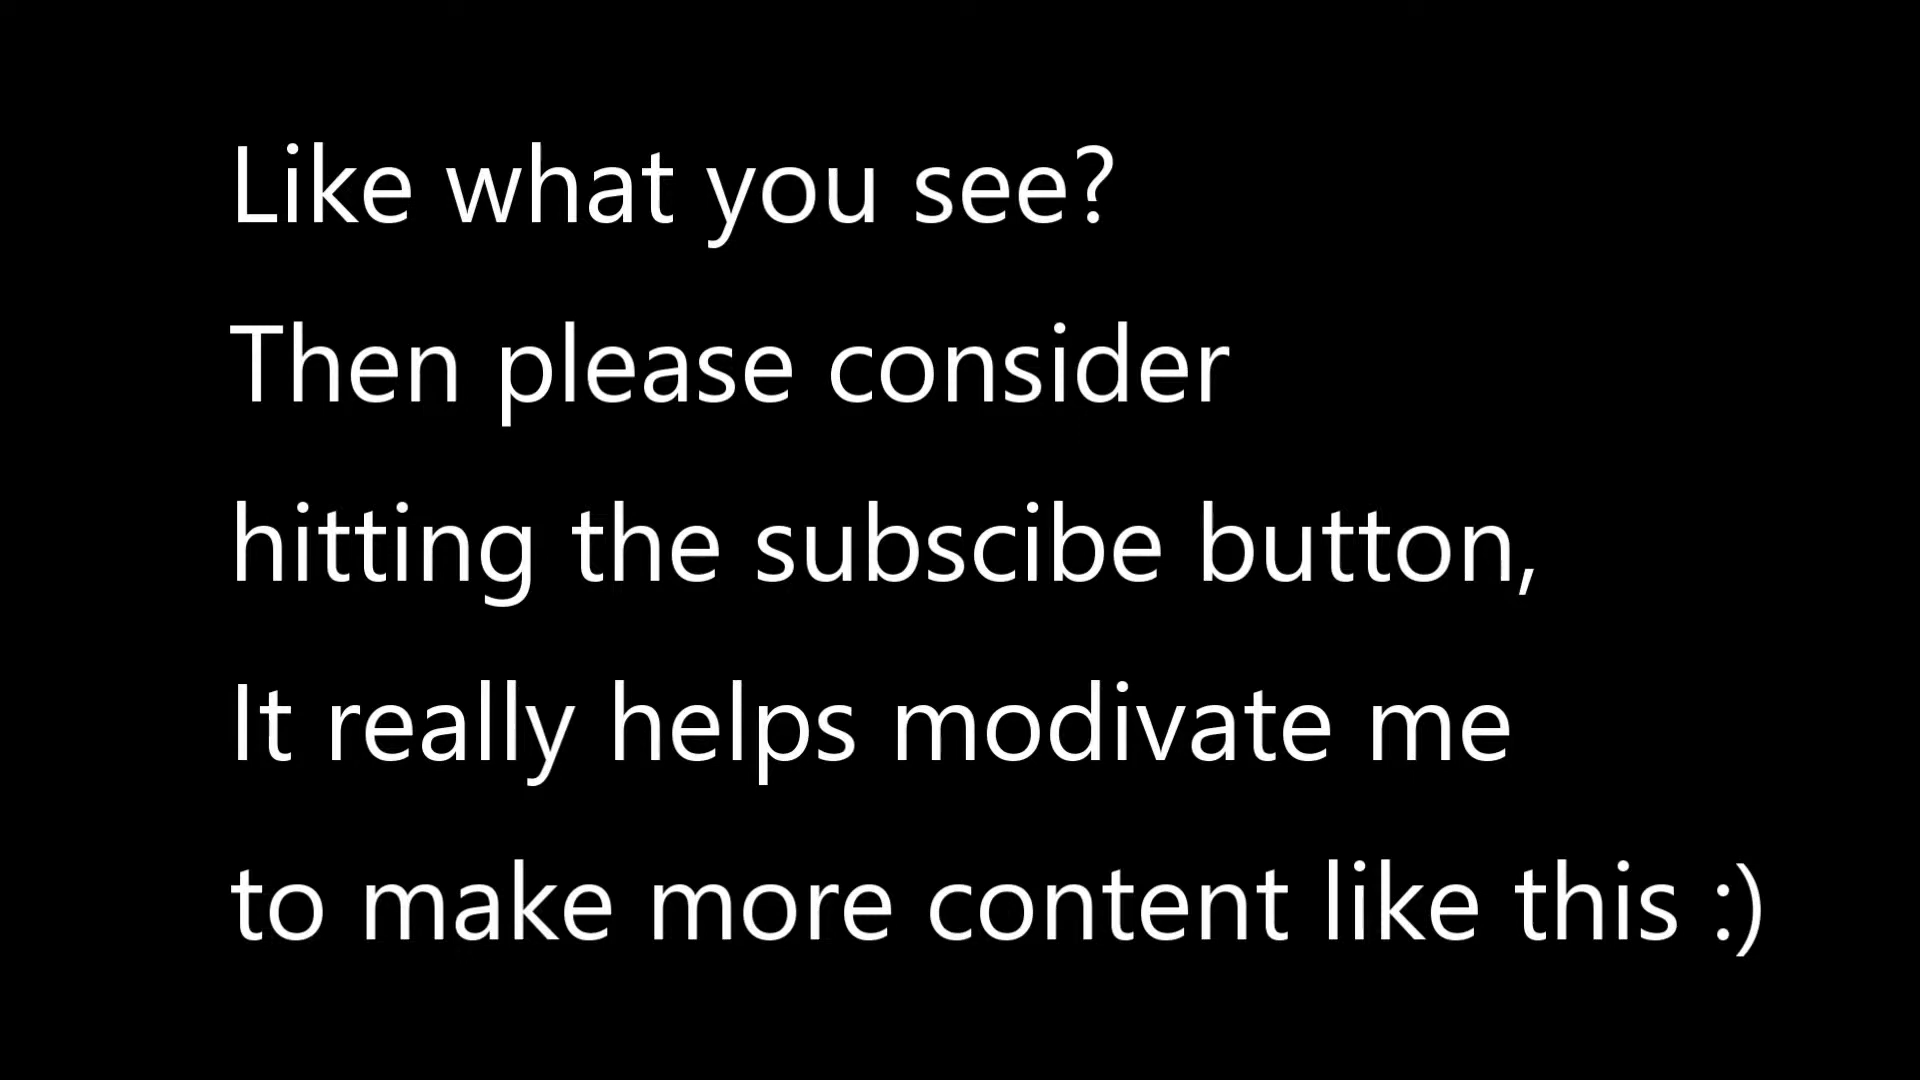 Like what you see?
Then please consider
hitting the subscibe button,
It really helps modivate me
to make more content like this :)